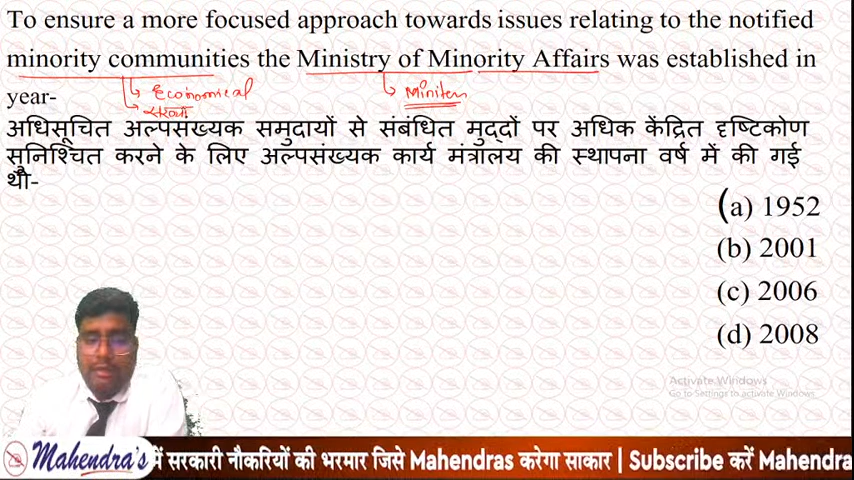 To ensure a more focused approach towards issues relating to the notified
minority communities the Ministry of Minority Affairs was established in
year-
Economical
अधिसूचित अल्पसंख्यक समुदायों से संबंधित मुद्दों पर अधिक केंद्रित दृष्टिकोण
सुनिश्चित करने के लिए अल्पसंख्यक कार्य मंत्रालय की स्थापना वर्ष में की गई
थी-
(a) 1952
(b) 2001
(c) 2006
(d) 2008
Activate Windows
Go to Settings to activate Windows.
Mahendra's में सरकारी नौकरियों की भरमार जिसे Mahendras करेगा साकार | Subscribe करें Mahendra